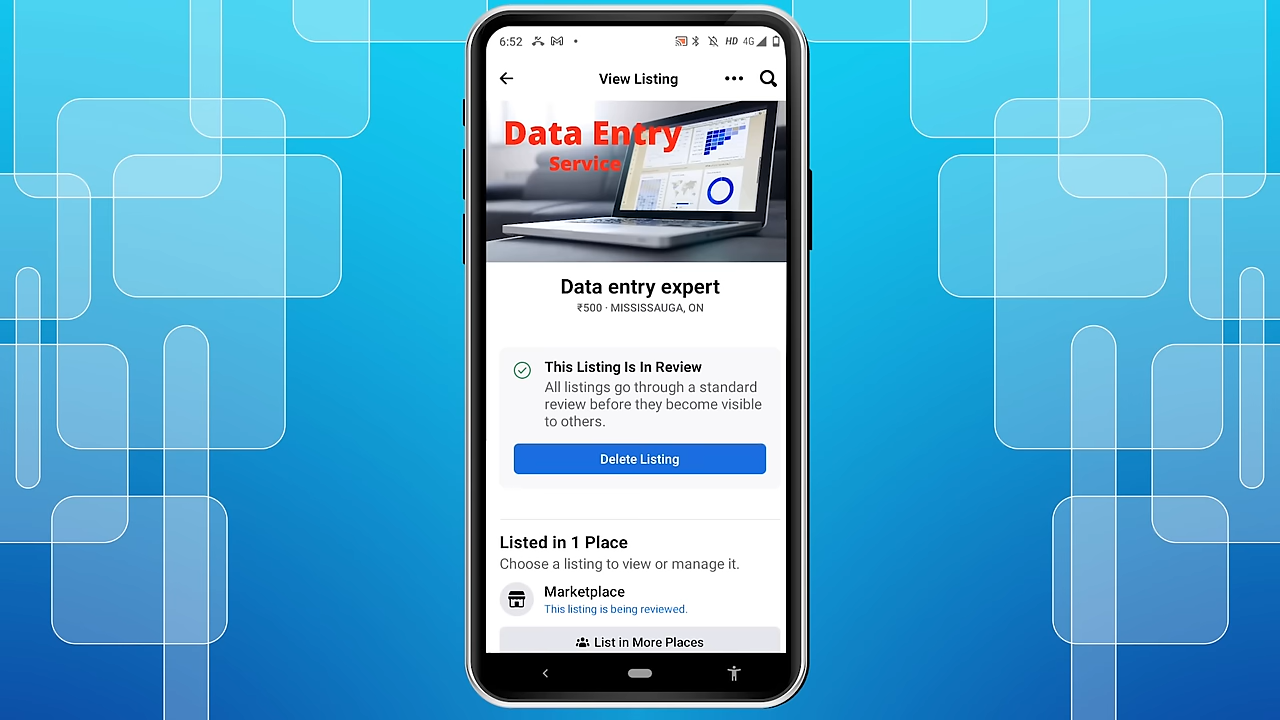 6:52
HD 4G
View Listing
Data Entry
Service
Data entry expert
₹500 · MISSISSAUGA, ON
This Listing Is In Review
All listings go through a standard
review before they become visible
to others.
Delete Listing
Listed in 1 Place
Choose a listing to view or manage it.
Marketplace
This listing is being reviewed.
List in More Places